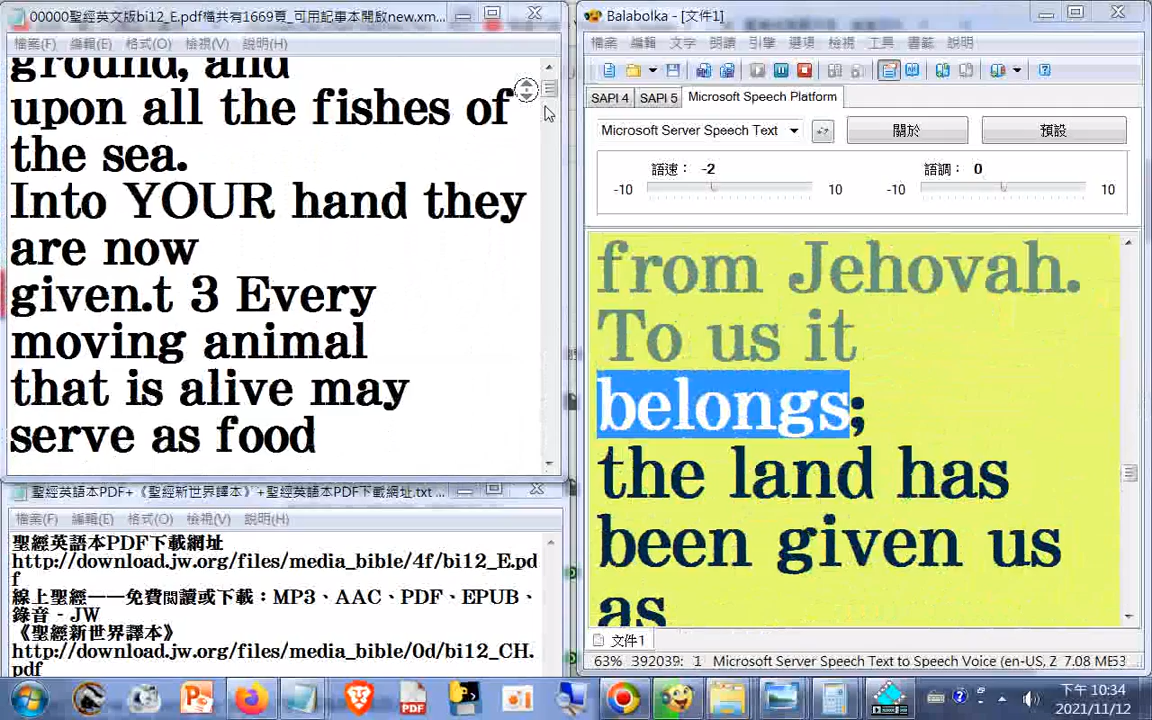 00000聖經英文版bi12_E.pdf檔共有1669頁_可用記事本開啟new.xm...
檔案(F) 編輯(E) 格式(O) 檢視(V) 說明(H)
ground, and
upon all the fishes of
the sea.
Into YOUR hand they
are now
given.t 3 Every
moving animal
that is alive may
serve as food
聖經英語本PDF+《聖經新世界譯本》+聖經英語本PDF下載網址.txt ...
檔案(F) 編輯(E) 格式(O) 檢視(V) 說明(H)
聖經英語本PDF下載網址
http://download.jw.org/files/media_bible/4f/bi12_E.pd
f
線上聖經——免費閱讀或下載：MP3、AAC、PDF、EPUB、
錄音 - JW
《聖經新世界譯本》
http://download.jw.org/files/media_bible/0d/bi12_CH.
pdf
Balabolka - [文件1]
檔案 編輯 文字 朗讀 引擎 選項 檢視 工具 書籤 說明
SAPI 4 SAPI 5 Microsoft Speech Platform
Microsoft Server Speech Text 關於 預設
語速： -2 語調： 0
-10 10 -10 10
from Jehovah.
To us it
belongs;
the land has
been given us
as
文件1
63% 392039: 1 Microsoft Server Speech Text to Speech Voice (en-US, Z 7.08 ME53
下午 10:34
2021/11/12